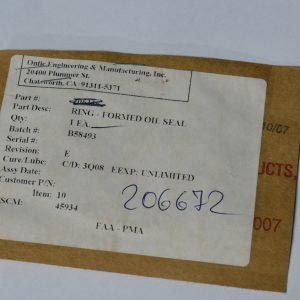 Ontic Engineering & Manufacturing, Inc.
20400 Plummer St.
Chatsworth, CA 91311-5371
Part #:
Part Desc: RING - FORMED OIL SEAL
Qty: 1 EX
Batch #: B58493
Serial #:
Revision: E
Cure/Lube: C/D: 3Q08 EEXP: UNLIMITED
Assy Date:
Customer P/N:
Item: 10
SCM: 45934
206672
FAA - PMA
10/07
UCTS
007